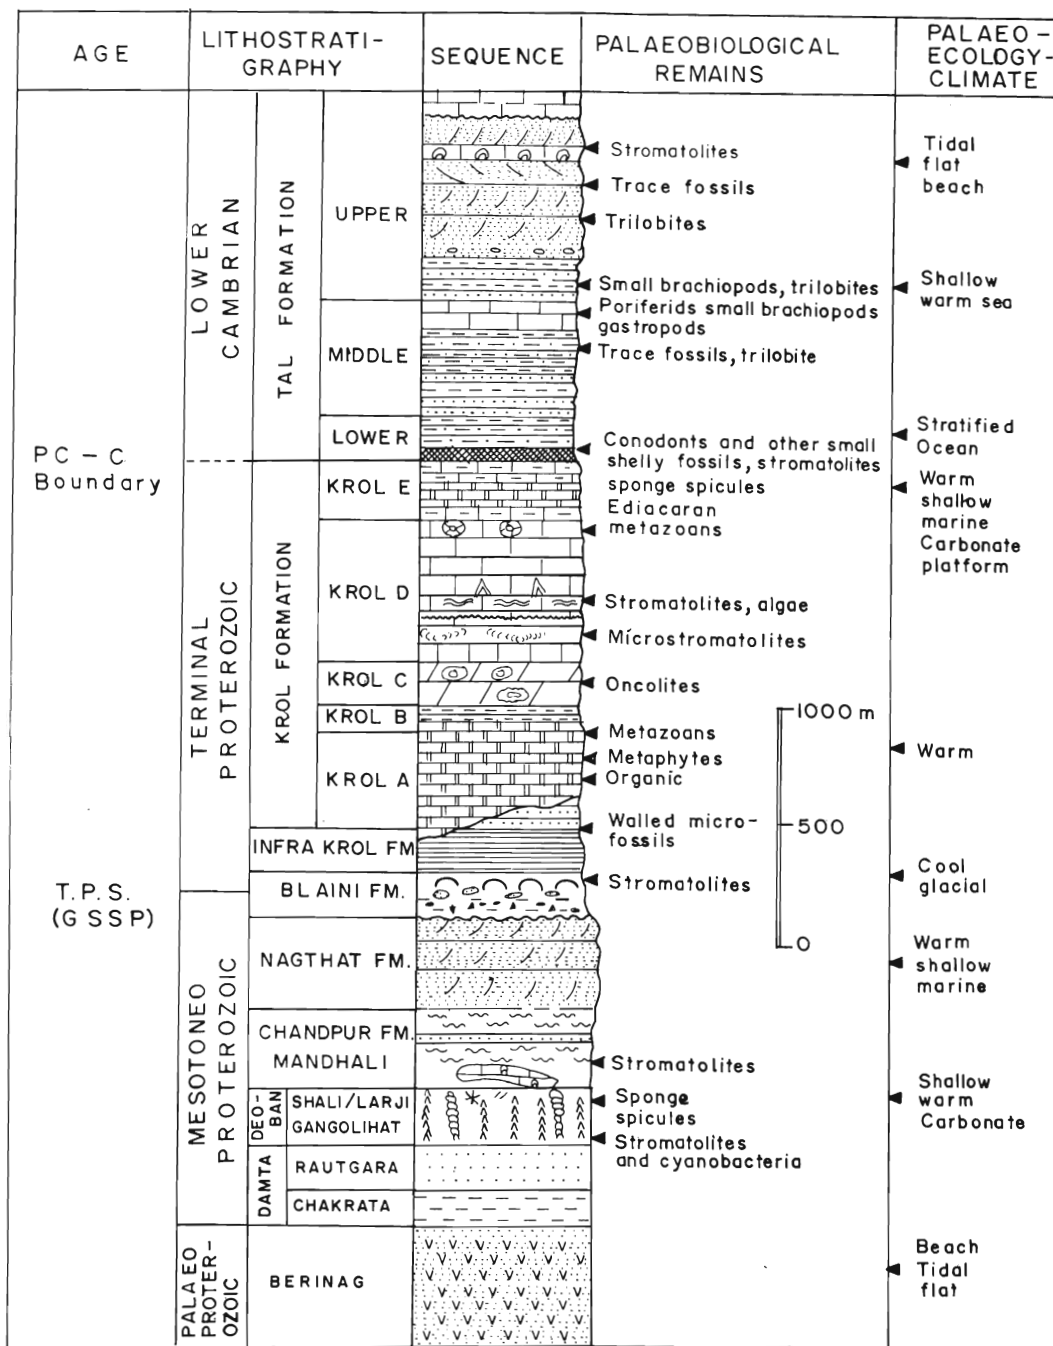 AGE
LITHOSTRATI-
GRAPHY
SEQUENCE
PALAEOBIOLOGICAL
REMAINS
PALAEO-
ECOLOGY-
CLIMATE
PC - C
Boundary
T.P.S.
(GSSP)
LOWER
CAMBRIAN
TERMINAL
PROTEROZOIC
MESOTONEO
PROTEROZOIC
PALAEO
PROTER-
OZOIC
TAL FORMATION
KROL FORMATION
UPPER
MIDDLE
LOWER
KROL E
KROL D
KROL C
KROL B
KROL A
INFRA KROL FM
BLAINI FM.
NAGTHAT FM.
CHANDPUR FM.
MANDHALI
DEO-
BAN
SHALI/LARJI
GANGOLIHAT
DAMTA
RAUTGARA
CHAKRATA
BERINAG
Stromatolites
Trace fossils
Trilobites
Small brachiopods, trilobites
Poriferids small brachiopods
gastropods
Trace fossils, trilobite
Conodonts and other small
shelly fossils, stromatolites
sponge spicules
Ediacaran
metazoans
Stromatolites, algae
Microstromatolites
Oncolites
Metazoans
Metaphytes
Organic
Walled micro-
fossils
Stromatolites
Stromatolites
Sponge
spicules
Stromatolites
and cyanobacteria
1000 m
500
0
Tidal
flat
beach
Shallow
warm sea
Stratified
Ocean
Warm
shallow
marine
Carbonate
platform
Warm
Cool
glacial
Warm
shallow
marine
Shallow
warm
Carbonate
Beach
Tidal
flat